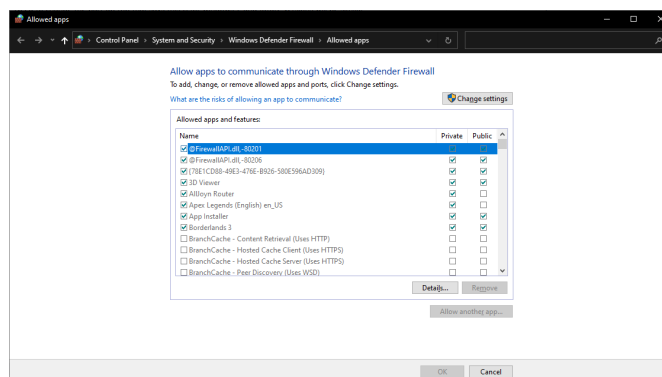 Allowed apps
Control Panel > System and Security > Windows Defender Firewall > Allowed apps
Allow apps to communicate through Windows Defender Firewall
To add, change, or remove allowed apps and ports, click Change settings.
What are the risks of allowing an app to communicate?
Change settings
Allowed apps and features:
Name Private Public
@FirewallAPI.dll,-80201
@FirewallAPI.dll,-80206
{78E1CD88-49E3-476E-B926-580E596AD309}
3D Viewer
AllJoyn Router
Apex Legends (English) en_US
App Installer
Borderlands 3
BranchCache - Content Retrieval (Uses HTTP)
BranchCache - Hosted Cache Client (Uses HTTPS)
BranchCache - Hosted Cache Server (Uses HTTPS)
BranchCache - Peer Discovery (Uses WSD)
Details... Remove
Allow another app...
OK Cancel